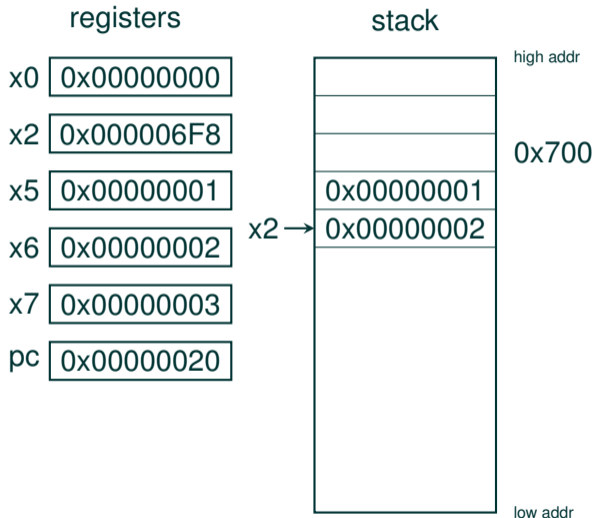 registers
x0 0x00000000
x2 0x000006F8
x5 0x00000001
x6 0x00000002
x7 0x00000003
pc 0x00000020
stack
high addr
0x700
0x00000001
x2 0x00000002
low addr